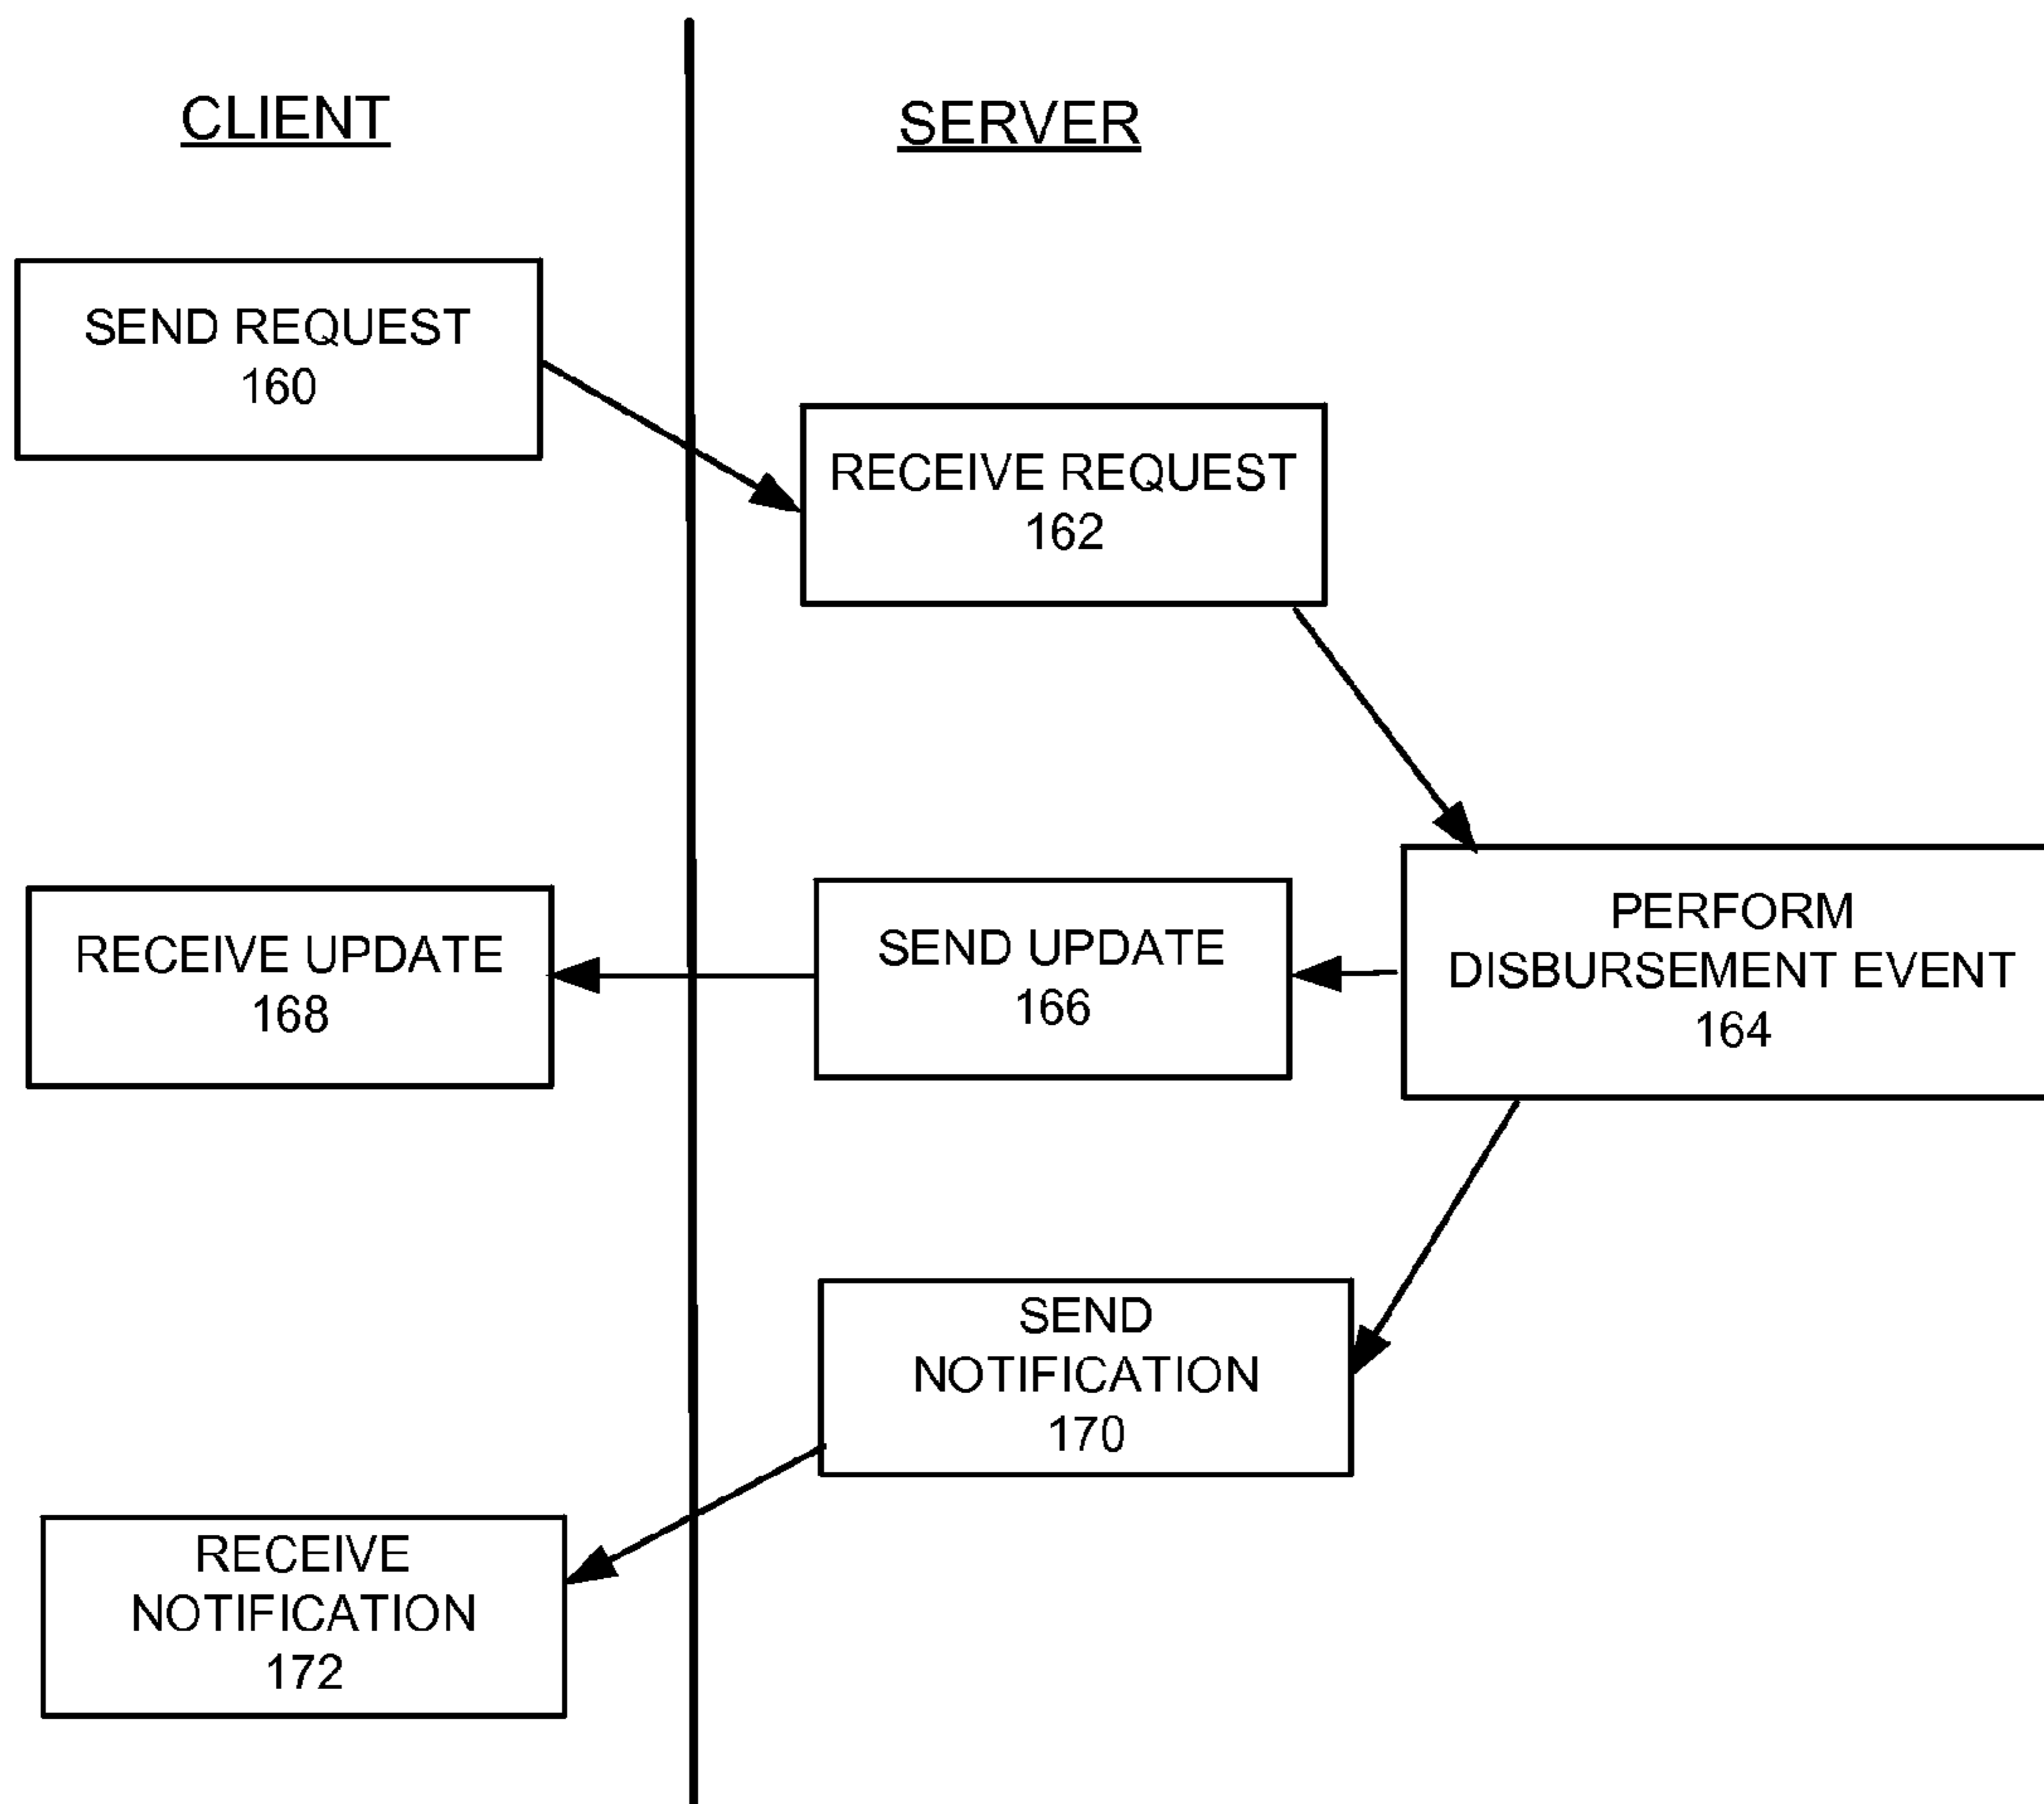 CLIENT
SERVER
SEND REQUEST
160
RECEIVE REQUEST
162
PERFORM
DISBURSEMENT EVENT
164
SEND UPDATE
166
RECEIVE UPDATE
168
SEND
NOTIFICATION
170
RECEIVE
NOTIFICATION
172